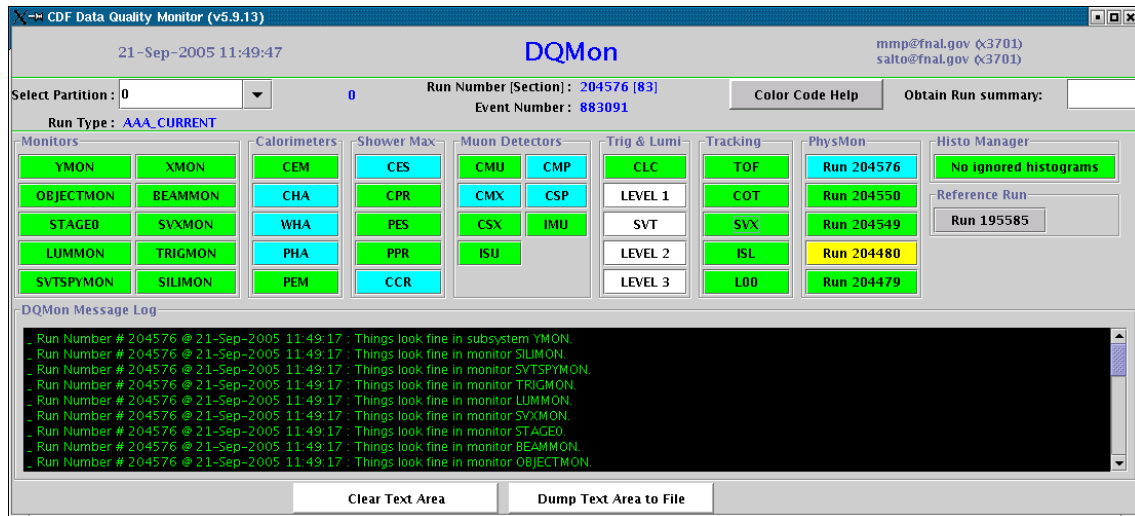 CDF Data Quality Monitor (v5.9.13)
21-Sep-2005 11:49:47
DQMon
mmp@fnal.gov (x3701)
salto@fnal.gov (x3701)
Select Partition : 0
0
Run Number [Section] : 204576 [83]
Event Number : 883091
Color Code Help
Obtain Run summary:
Run Type : AAA_CURRENT
Monitors
YMON XMON
OBJECTMON BEAMMON
STAGE0 SVXMON
LUMMON TRIGMON
SVTSPYMON SILIMON
Calorimeters
CEM
CHA
WHA
PHA
PEM
Shower Max
CES
CPR
PES
PPR
CCR
Muon Detectors
CMU CMP
CMX CSP
CSX IMU
ISU
Trig & Lumi
CLC
LEVEL 1
SVT
LEVEL 2
LEVEL 3
Tracking
TOF
COT
SVX
ISL
L00
PhysMon
Run 204576
Run 204550
Run 204549
Run 204480
Run 204479
Histo Manager
No ignored histograms
Reference Run
Run 195585
DQMon Message Log
_ Run Number # 204576 @ 21-Sep-2005 11:49:17 : Things look fine in subsystem YMON.
_ Run Number # 204576 @ 21-Sep-2005 11:49:17 : Things look fine in monitor SILIMON.
_ Run Number # 204576 @ 21-Sep-2005 11:49:17 : Things look fine in monitor SVTSPYMON.
_ Run Number # 204576 @ 21-Sep-2005 11:49:17 : Things look fine in monitor TRIGMON.
_ Run Number # 204576 @ 21-Sep-2005 11:49:17 : Things look fine in monitor LUMMON.
_ Run Number # 204576 @ 21-Sep-2005 11:49:17 : Things look fine in monitor SVXMON.
_ Run Number # 204576 @ 21-Sep-2005 11:49:17 : Things look fine in monitor STAGE0.
_ Run Number # 204576 @ 21-Sep-2005 11:49:17 : Things look fine in monitor BEAMMON.
_ Run Number # 204576 @ 21-Sep-2005 11:49:17 : Things look fine in monitor OBJECTMON.
Clear Text Area
Dump Text Area to File